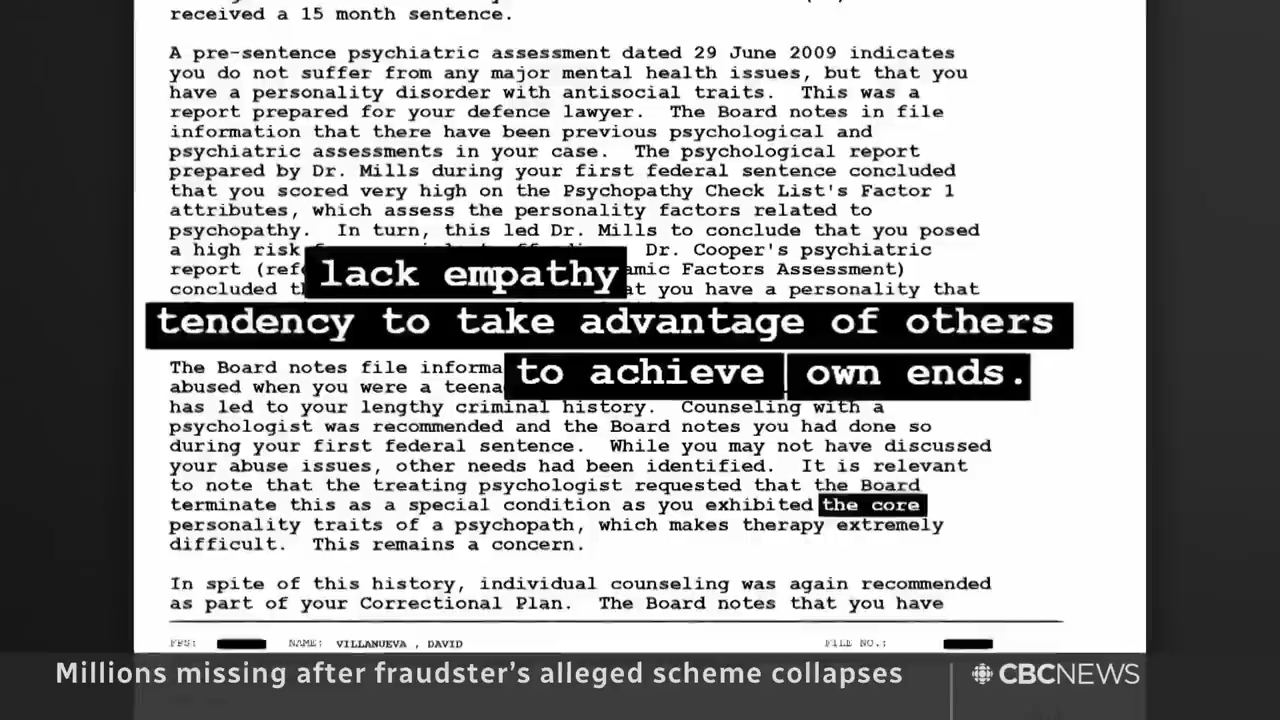 received a 15 month sentence.
A pre-sentence psychiatric assessment dated 29 June 2009 indicates
you do not suffer from any major mental health issues, but that you
have a personality disorder with antisocial traits. This was a
report prepared for your defence lawyer. The Board notes in file
information that there have been previous psychological and
psychiatric assessments in your case. The psychological report
prepared by Dr. Mills during your first federal sentence concluded
that you scored very high on the Psychopathy Check List's Factor 1
attributes, which assess the personality factors related to
psychopathy. In turn, this led Dr. Mills to conclude that you posed
a high risk Dr. Cooper's psychiatric
report Factors Assessment)
lack empathy
concluded you have a personality that
tendency to take advantage of others
The Board notes file
to achieve own ends.
abused when you were a
has led to your lengthy criminal history. Counseling with a
psychologist was recommended and the Board notes you had done so
during your first federal sentence. While you may not have discussed
your abuse issues, other needs had been identified. It is relevant
to note that the treating psychologist requested that the Board
terminate this as a special condition as you exhibited the core
personality traits of a psychopath, which makes therapy extremely
difficult. This remains a concern.
In spite of this history, individual counseling was again recommended
as part of your Correctional Plan. The Board notes that you have
FPS: NAME: VILLANUEVA , DAVID FILE NO.:
Millions missing after fraudster's alleged scheme collapses
CBCNEWS